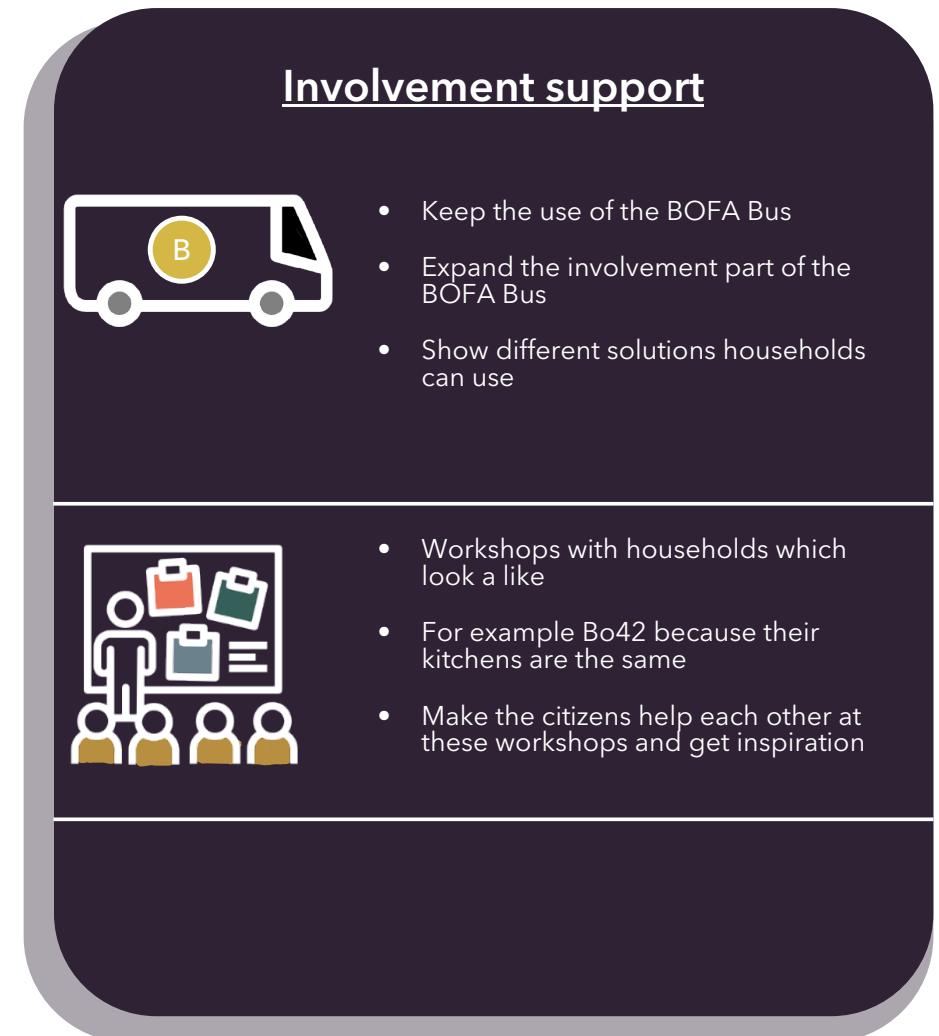 Involvement support
B
• Keep the use of the BOFA Bus
• Expand the involvement part of the
BOFA Bus
• Show different solutions households
can use
• Workshops with households which
look a like
• For example Bo42 because their
kitchens are the same
• Make the citizens help each other at
these workshops and get inspiration